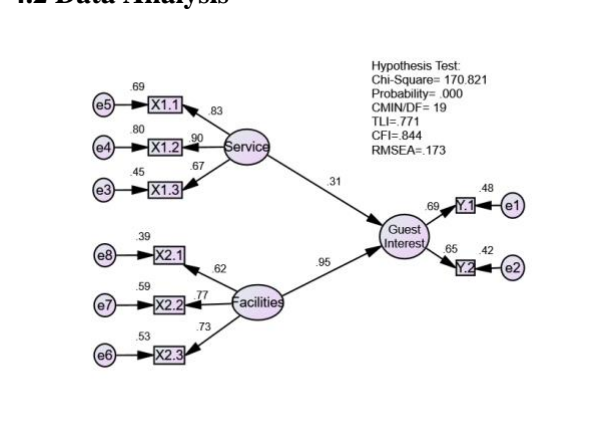 4.2 Data Analysis
Hypothesis Test:
Chi-Square= 170.821
Probability= .000
CMIN/DF= 19
TLI=.771
CFI=.844
RMSEA=.173
.69
e5 X1.1 .83
.80
e4 X1.2 .90 Service
.45
e3 X1.3 .67
.31
.48
.69 Y.1 e1
Guest
Interest
.65 .42
Y.2 e2
.95
.39
e8 X2.1 .62
.59
e7 X2.2 .77 Facilities
.53
e6 X2.3 .73